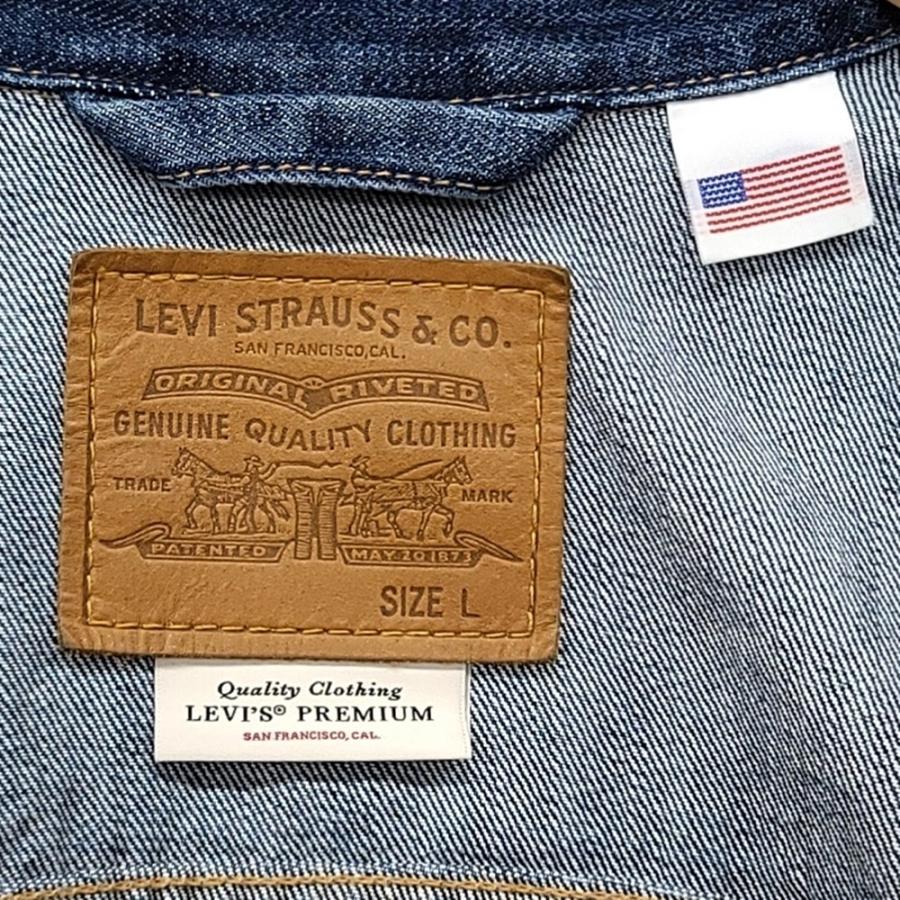 LEVI STRAUSS & CO.
SAN FRANCISCO, CAL.
ORIGINAL RIVETED
GENUINE QUALITY CLOTHING
TRADE MARK
PATENTED MAY 20 1873
SIZE L
Quality Clothing
LEVI'S® PREMIUM
SAN FRANCISCO, CAL.